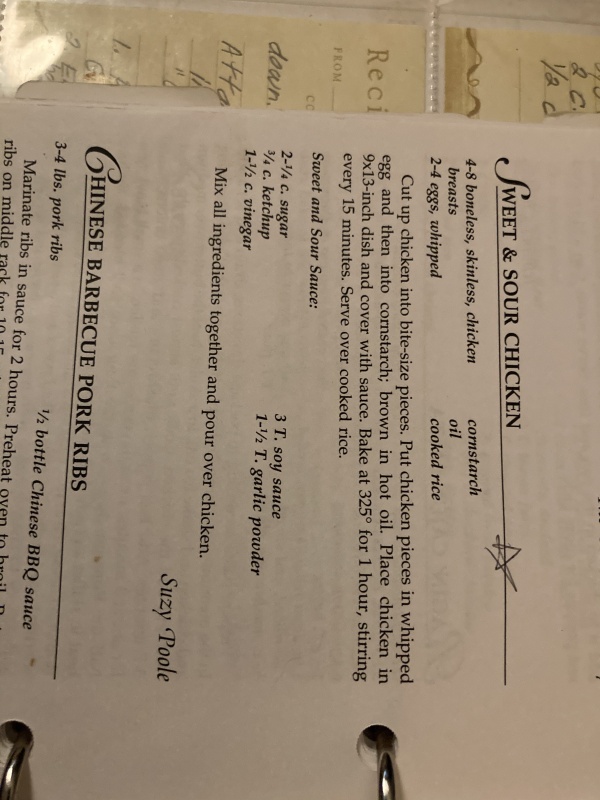 SWEET & SOUR CHICKEN
4-8 boneless, skinless, chicken breasts
2-4 eggs, whipped
cornstarch
oil
cooked rice
Cut up chicken into bite-size pieces. Put chicken pieces in whipped
egg and then into cornstarch; brown in hot oil. Place chicken in
9x13-inch dish and cover with sauce. Bake at 325° for 1 hour, stirring
every 15 minutes. Serve over cooked rice.
Sweet and Sour Sauce:
2-¼ c. sugar
¾ c. ketchup
1-½ c. vinegar
3 T. soy sauce
1-½ T. garlic powder
Mix all ingredients together and pour over chicken.
Suzy Poole
CHINESE BARBECUE PORK RIBS
3-4 lbs. pork ribs
½ bottle Chinese BBQ sauce
Marinate ribs in sauce for 2 hours. Preheat oven to broil.
ribs on middle rack for 10-15
Reci
FROM
down.
2 c.
1/2 c